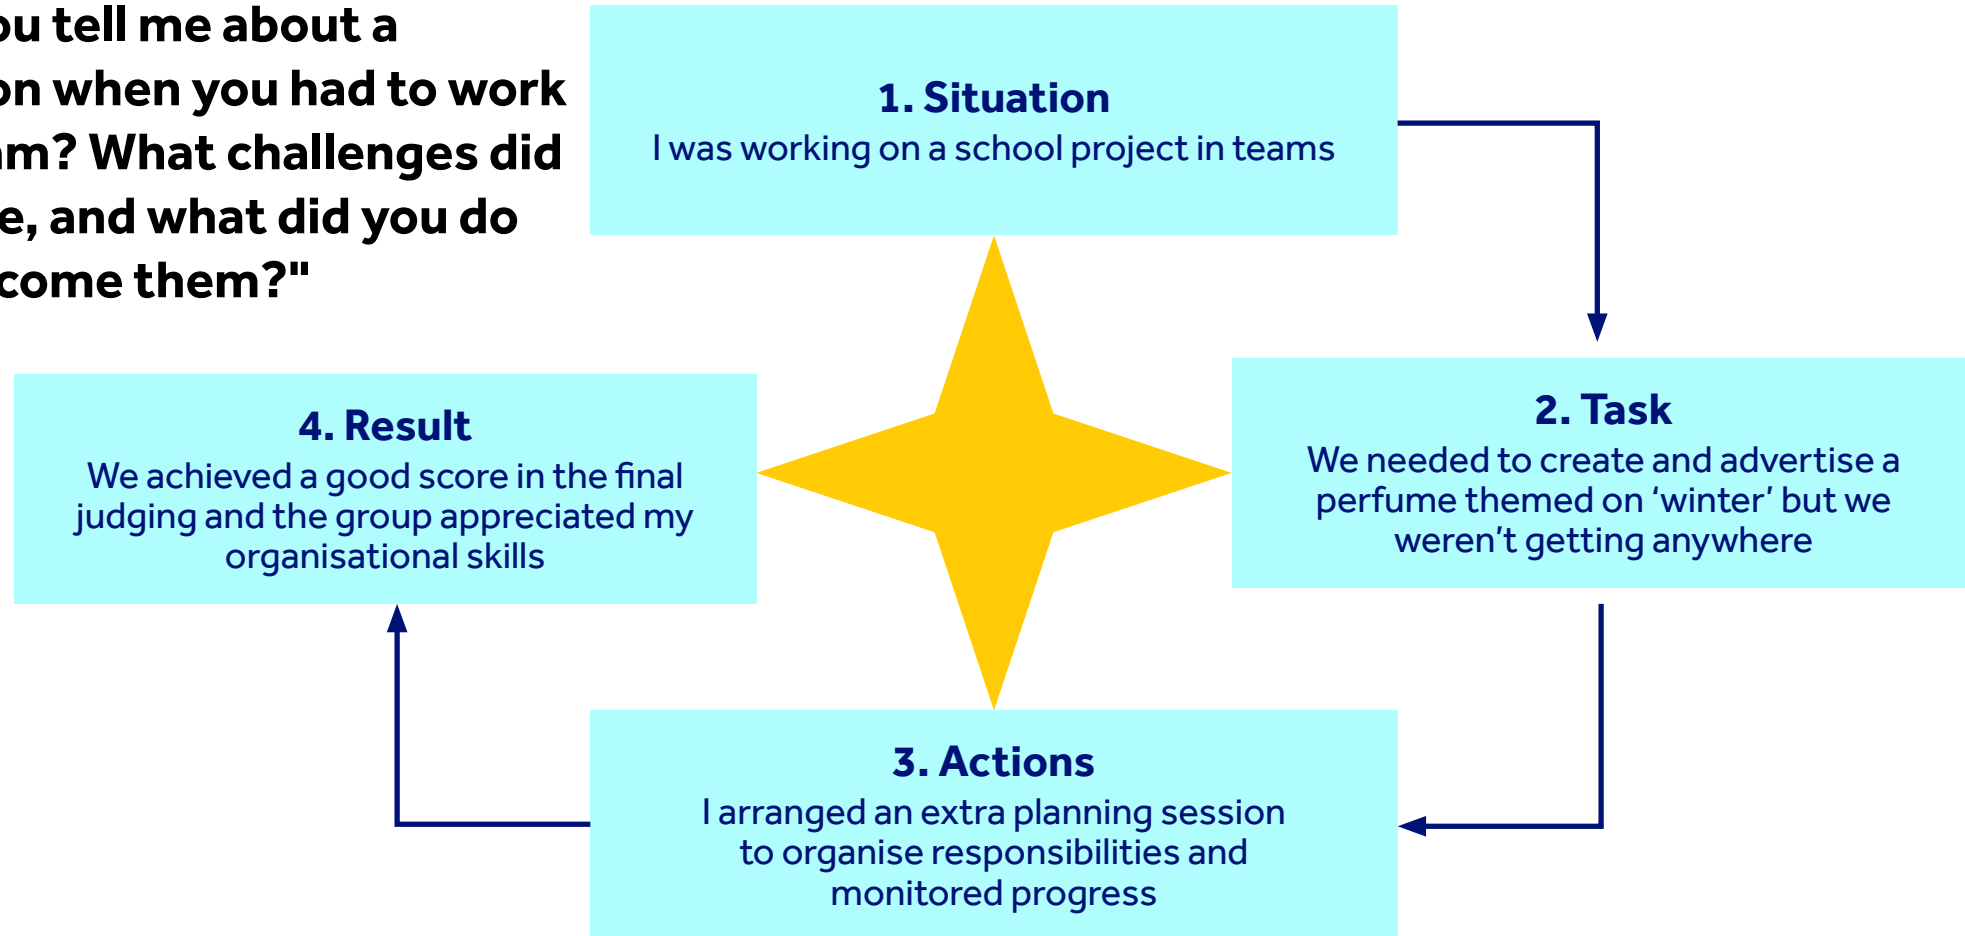 ou tell me about a
on when you had to work
am? What challenges did
e, and what did you do
come them?"
1. Situation
I was working on a school project in teams
2. Task
We needed to create and advertise a
perfume themed on ‘winter’ but we
weren’t getting anywhere
3. Actions
I arranged an extra planning session
to organise responsibilities and
monitored progress
4. Result
We achieved a good score in the final
judging and the group appreciated my
organisational skills